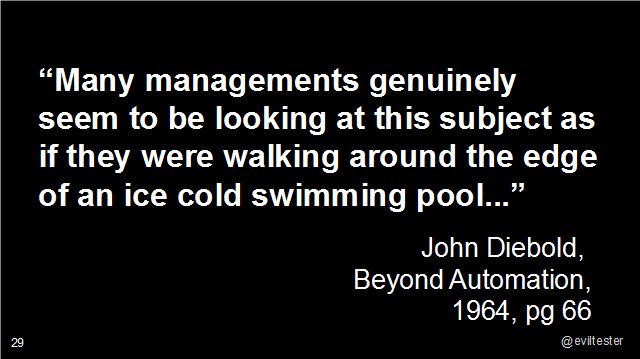 “Many managements genuinely
seem to be looking at this subject as
if they were walking around the edge
of an ice cold swimming pool...”
John Diebold,
Beyond Automation,
1964, pg 66
29
@eviltester